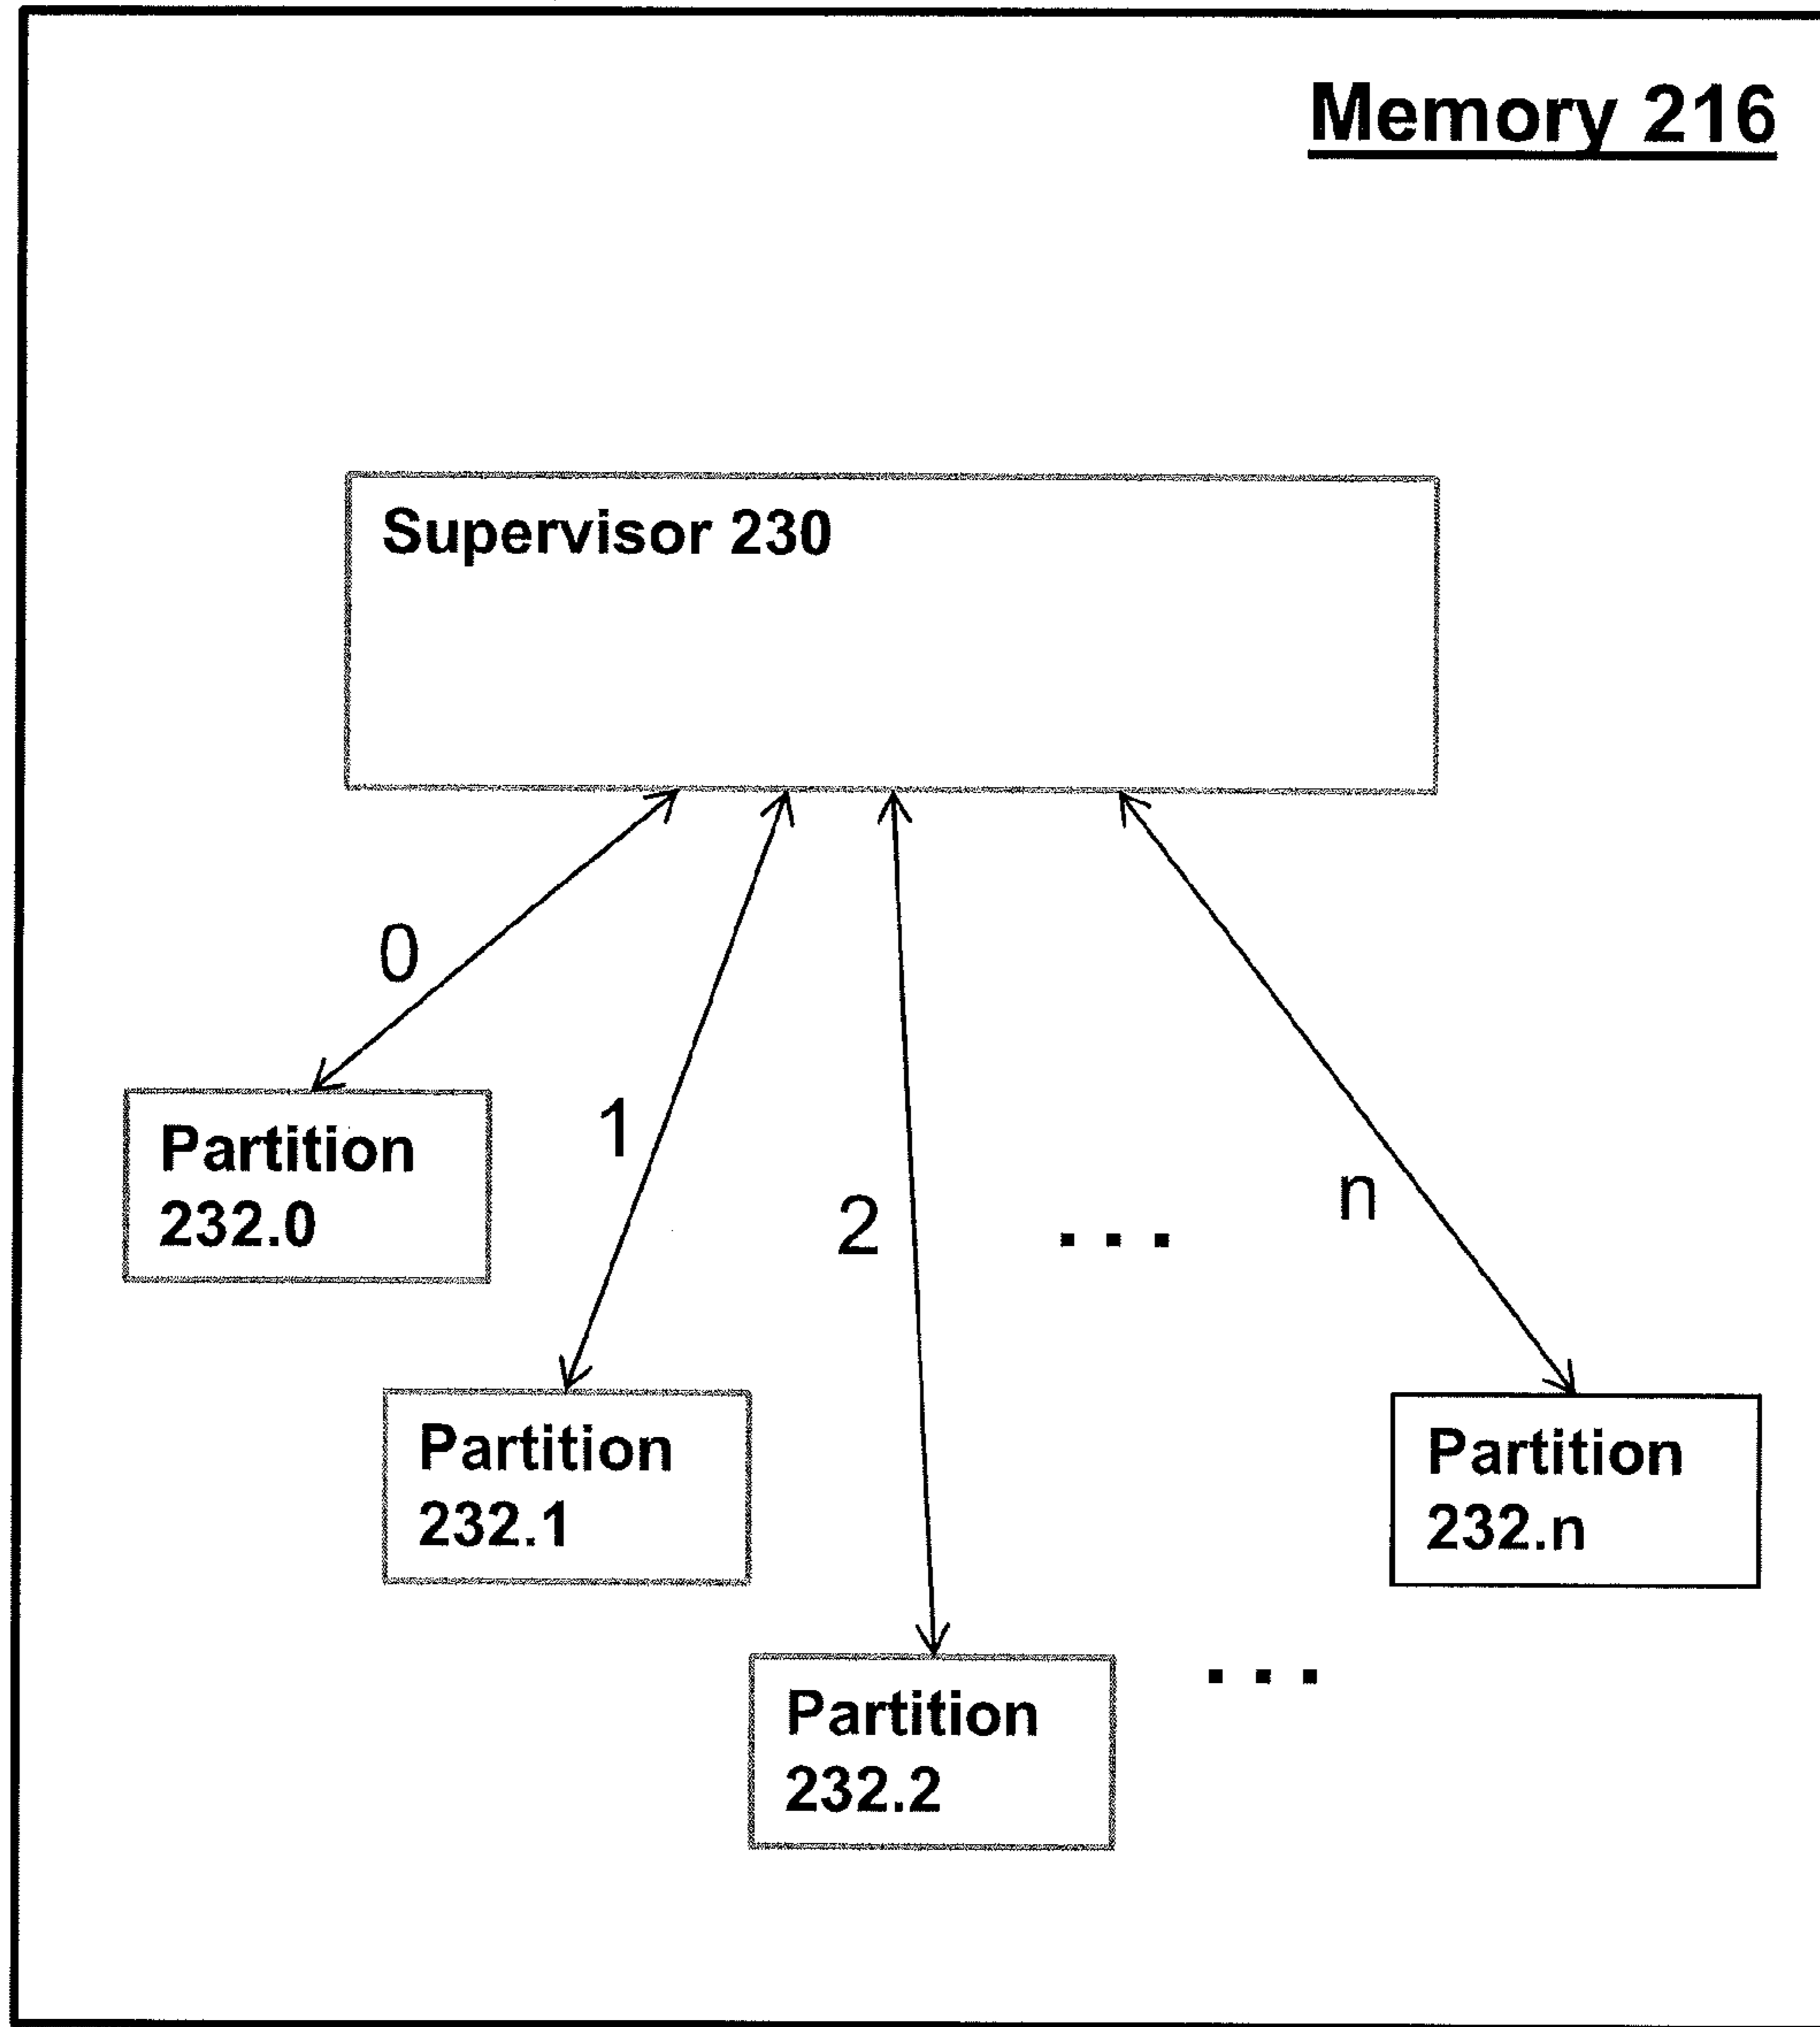 Memory 216
Supervisor 230
0
Partition
232.0
1
Partition
232.1
2
Partition
232.2
. . .
n
Partition
232.n
. . .